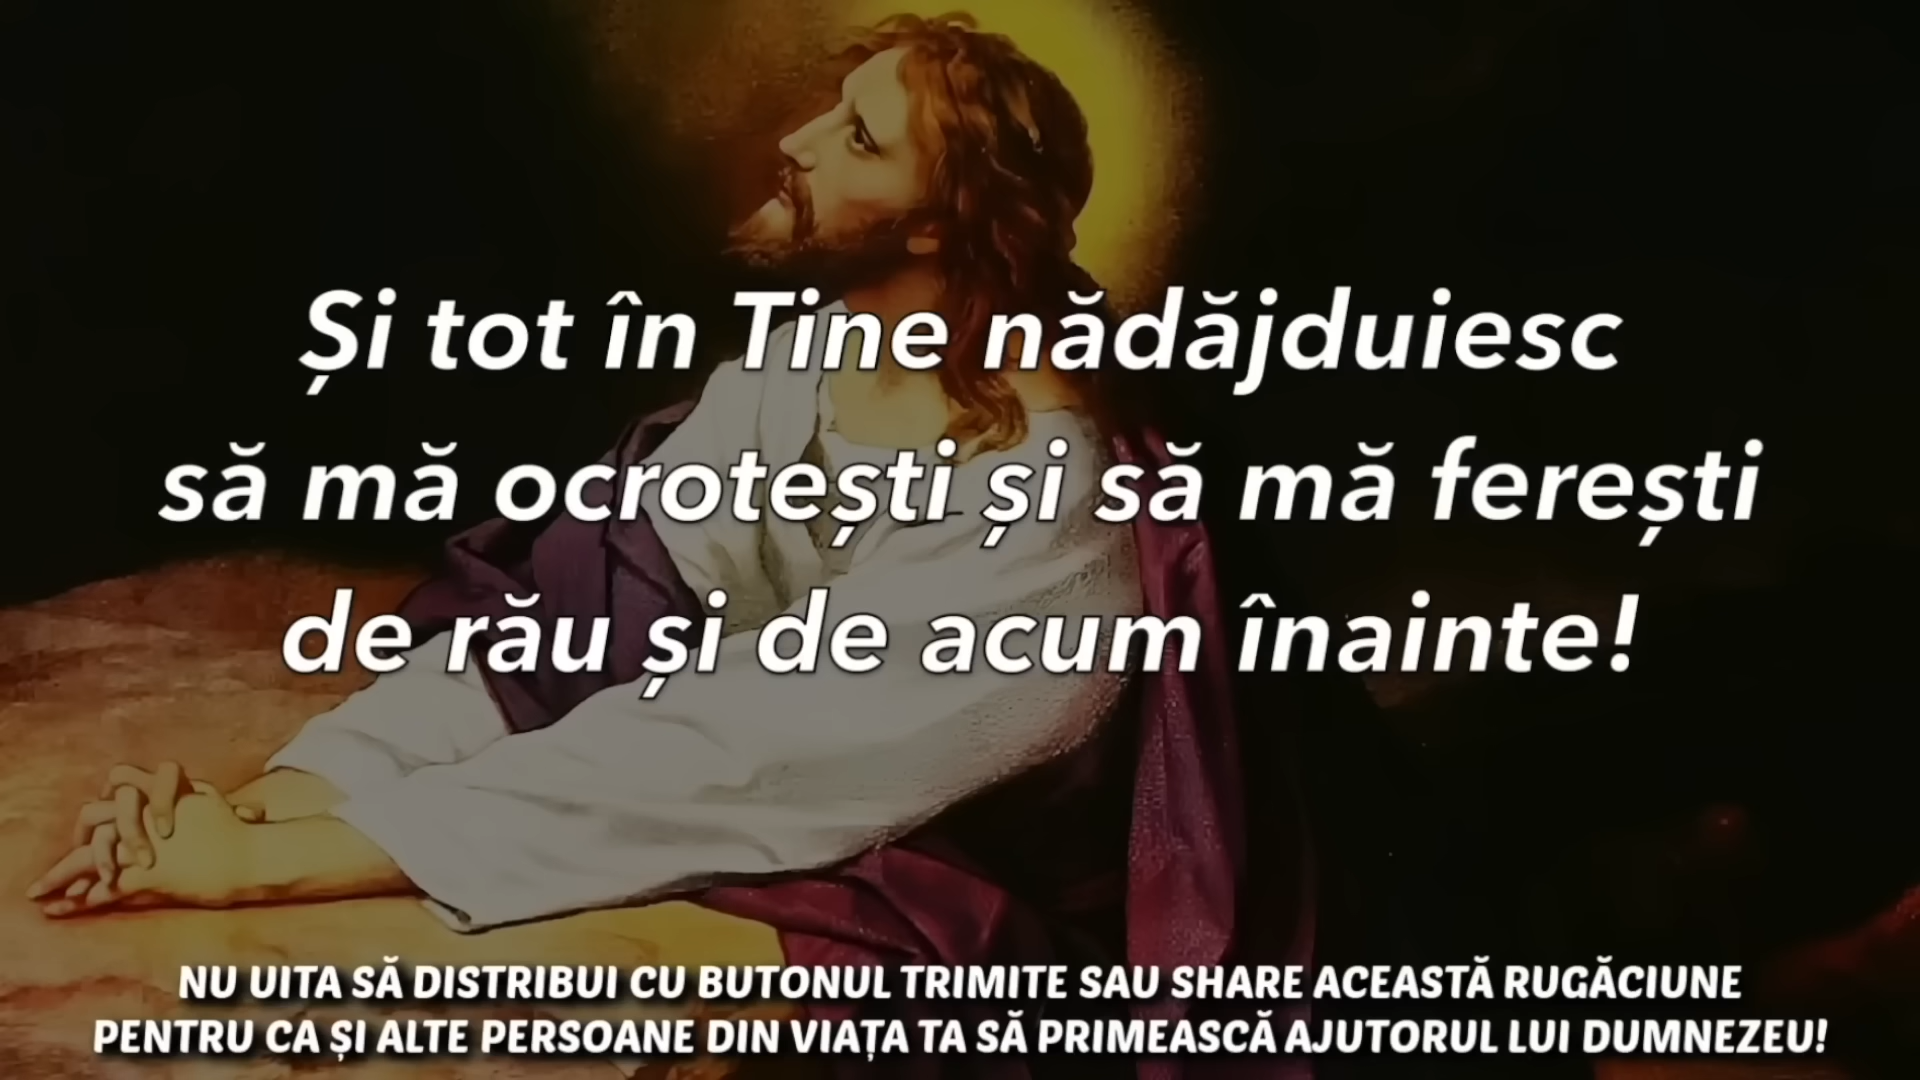 Și tot în Tine nădăjduiesc
să mă ocrotești și să mă ferești
de rău și de acum înainte!
NU UITA SĂ DISTRIBUI CU BUTONUL TRIMITE SAU SHARE ACEASTĂ RUGĂCIUNE
PENTRU CA ȘI ALTE PERSOANE DIN VIAȚA TA SĂ PRIMEASCĂ AJUTORUL LUI DUMNEZEU!